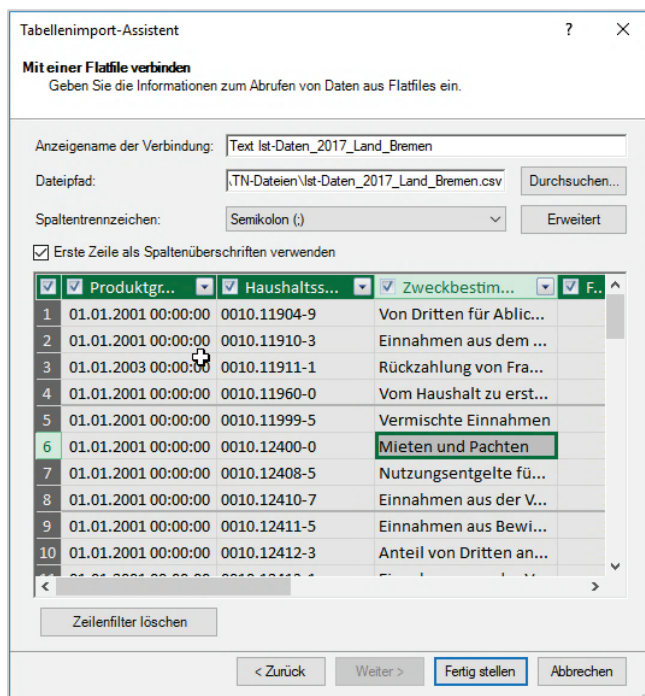 Tabellenimport-Assistent
Mit einer Flatfile verbinden
Geben Sie die Informationen zum Abrufen von Daten aus Flatfiles ein.
Anzeigename der Verbindung: Text Ist-Daten_2017_Land_Bremen
Dateipfad: .TN-Dateien\Ist-Daten_2017_Land_Bremen.csv Durchsuchen...
Spaltentrennzeichen: Semikolon (;) Erweitert
Erste Zeile als Spaltenüberschriften verwenden
Produktgr... Haushaltss... Zweckbestim... F..
1 01.01.2001 00:00:00 0010.11904-9 Von Dritten für Ablic...
2 01.01.2001 00:00:00 0010.11910-3 Einnahmen aus dem ...
3 01.01.2003 00:00:00 0010.11911-1 Rückzahlung von Fra...
4 01.01.2001 00:00:00 0010.11960-0 Vom Haushalt zu erst...
5 01.01.2001 00:00:00 0010.11999-5 Vermischte Einnahmen
6 01.01.2001 00:00:00 0010.12400-0 Mieten und Pachten
7 01.01.2001 00:00:00 0010.12408-5 Nutzungsentgelte fü...
8 01.01.2001 00:00:00 0010.12410-7 Einnahmen aus der V...
9 01.01.2001 00:00:00 0010.12411-5 Einnahmen aus Bewi...
10 01.01.2001 00:00:00 0010.12412-3 Anteil von Dritten an...
Zeilenfilter löschen
< Zurück Weiter > Fertig stellen Abbrechen